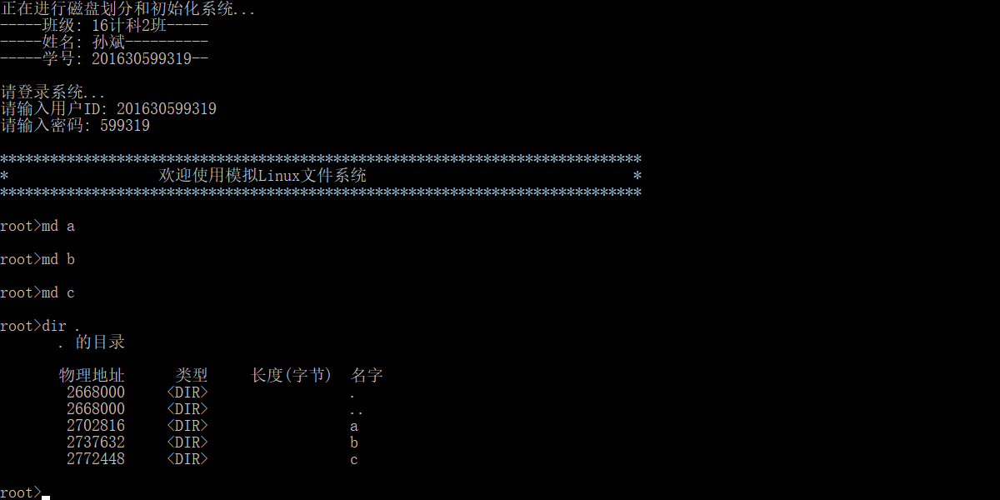 正在进行磁盘划分和初始化系统...
-----班级: 16计科2班-----
-----姓名: 孙斌----------
-----学号: 201630599319--
请登录系统...
请输入用户ID: 201630599319
请输入密码: 599319
*****************************************************************************
* 欢迎使用模拟Linux文件系统 *
*****************************************************************************
root>md a
root>md b
root>md c
root>dir .
. 的目录
物理地址 类型 长度(字节) 名字
2668000 <DIR> .
2668000 <DIR> ..
2702816 <DIR> a
2737632 <DIR> b
2772448 <DIR> c
root>